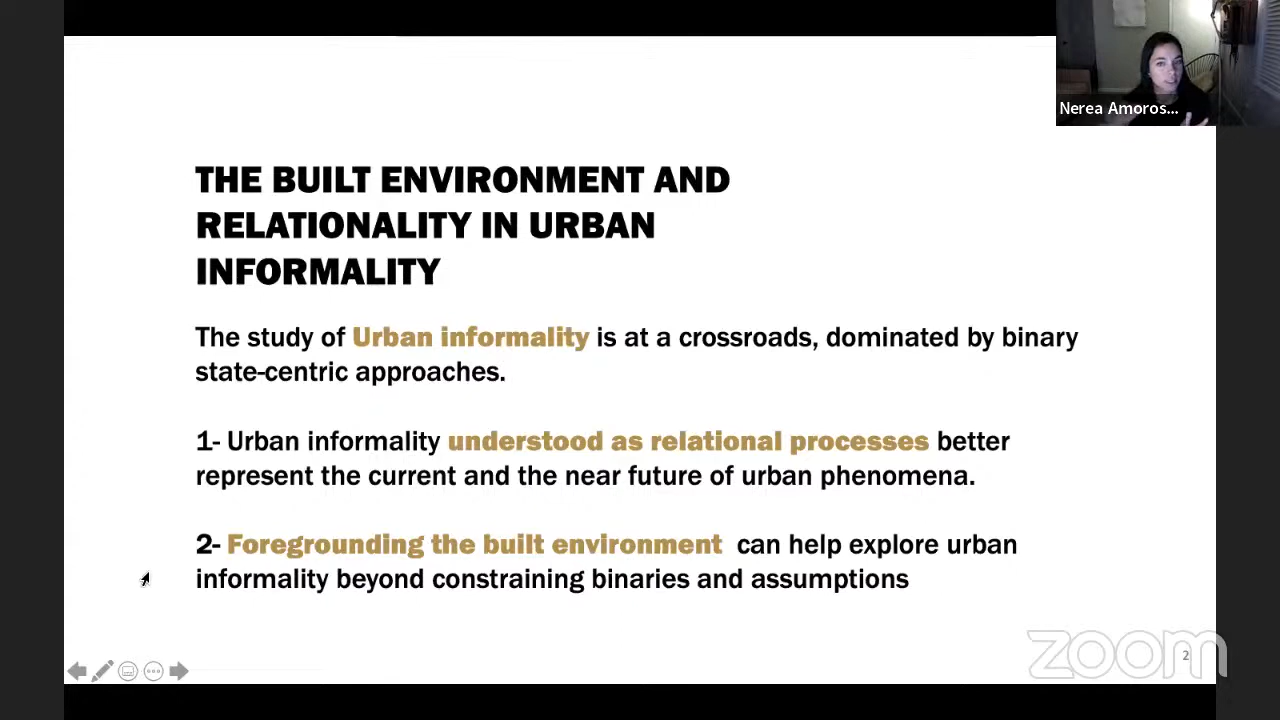 Nerea Amoros...
THE BUILT ENVIRONMENT AND
RELATIONALITY IN URBAN
INFORMALITY
The study of Urban informality is at a crossroads, dominated by binary
state-centric approaches.
1- Urban informality understood as relational processes better
represent the current and the near future of urban phenomena.
2- Foregrounding the built environment can help explore urban
informality beyond constraining binaries and assumptions
zoom
2